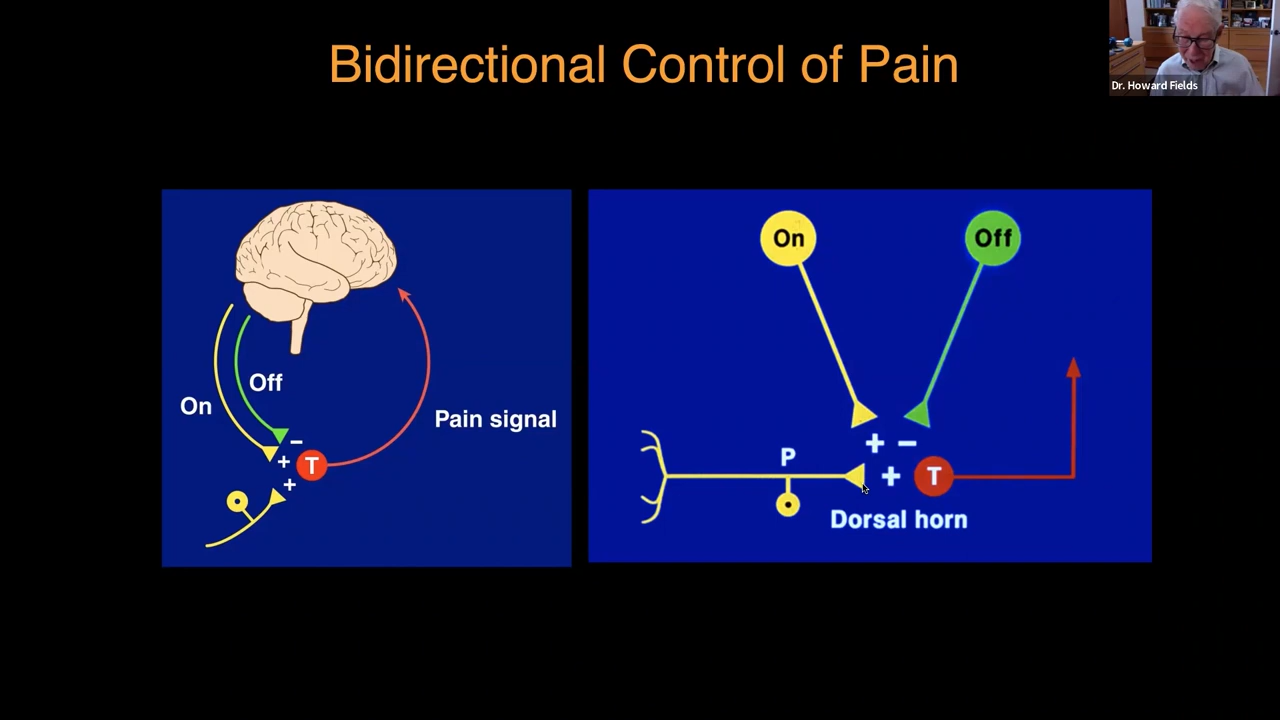 Bidirectional Control of Pain
Dr. Howard Fields
On
Off
Pain signal
−
+
T
+
On
Off
+ −
P
+
T
Dorsal horn